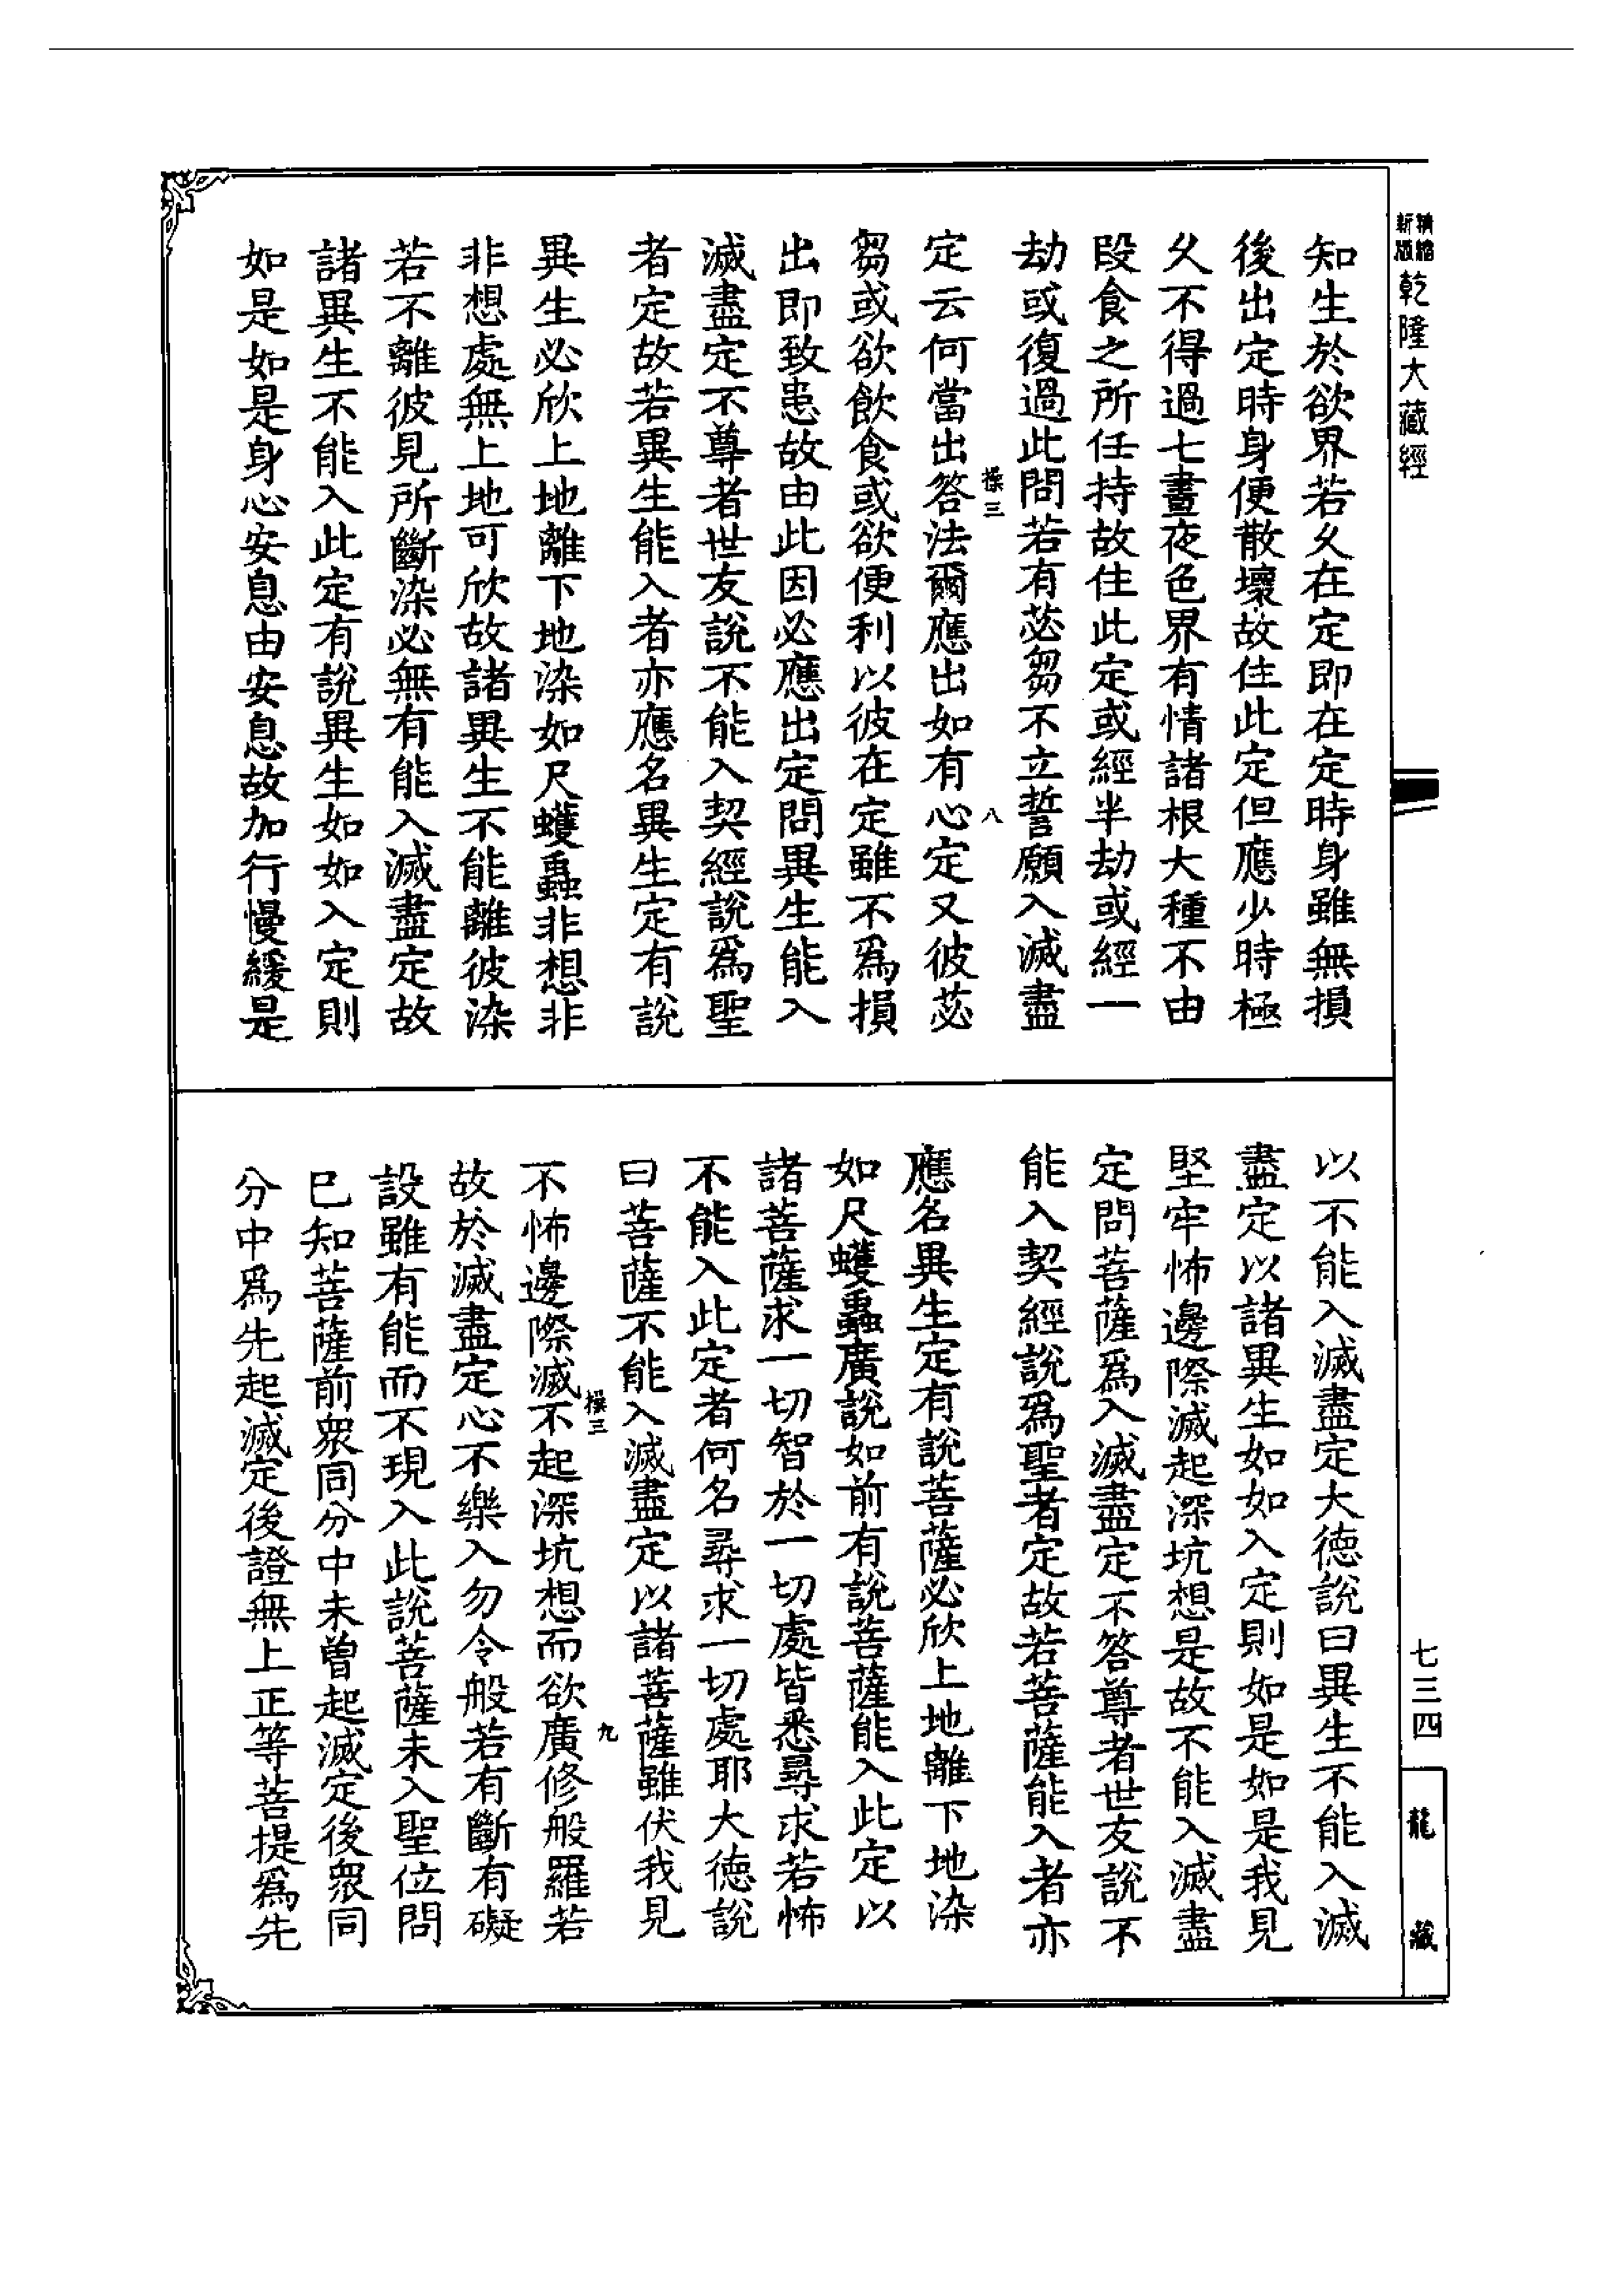 精縮新版
乾隆大藏經
知生於欲界若久在定即在定時身雖無損
後出定時身便散壞故住此定但應少時極
久不得過七晝夜色界有情諸根大種不由
段食之所任持故住此定或經半劫或經一
劫或復過此問若有苾芻不立誓願入滅盡
操三
八
定云何當出答法爾應出如有心定又彼苾
芻或欲飲食或欲便利以彼在定雖不爲損
出即致患故由此因必應出定問異生能入
滅盡定不尊者世友說不能入契經說爲聖
者定故若異生能入者亦應名異生定有說
異生必欣上地離下地染如尺蠖蟲非想非
非想處無上地可欣故諸異生不能離彼染
若不離彼見所斷染必無有能入滅盡定故
諸異生不能入此定有說異生如如入定則
如是如是身心安息由安息故加行慢緩是
以不能入滅盡定大德說曰異生不能入滅
盡定以諸異生如如入定則如是如是我見
堅牢怖邊際滅起深坑想是故不能入滅盡
定問菩薩爲入滅盡定不答尊者世友說不
能入契經說爲聖者定故若菩薩能入者亦
應名異生定有說菩薩必欣上地離下地染
如尺蠖蟲廣說如前有說菩薩能入此定以
諸菩薩求一切智於一切處皆悉尋求若怖
不能入此定者何名尋求一切處耶大德說
曰菩薩不能入滅盡定以諸菩薩雖伏我見
操三
九
不怖邊際滅不起深坑想而欲廣修般羅若
故於滅盡定心不樂入勿令般若有斷有礙
設雖有能而不現入此說菩薩未入聖位問
巳知菩薩前衆同分中未曾起滅定後衆同
分中爲先起滅定後證無上正等菩提爲先
七三四
龍藏